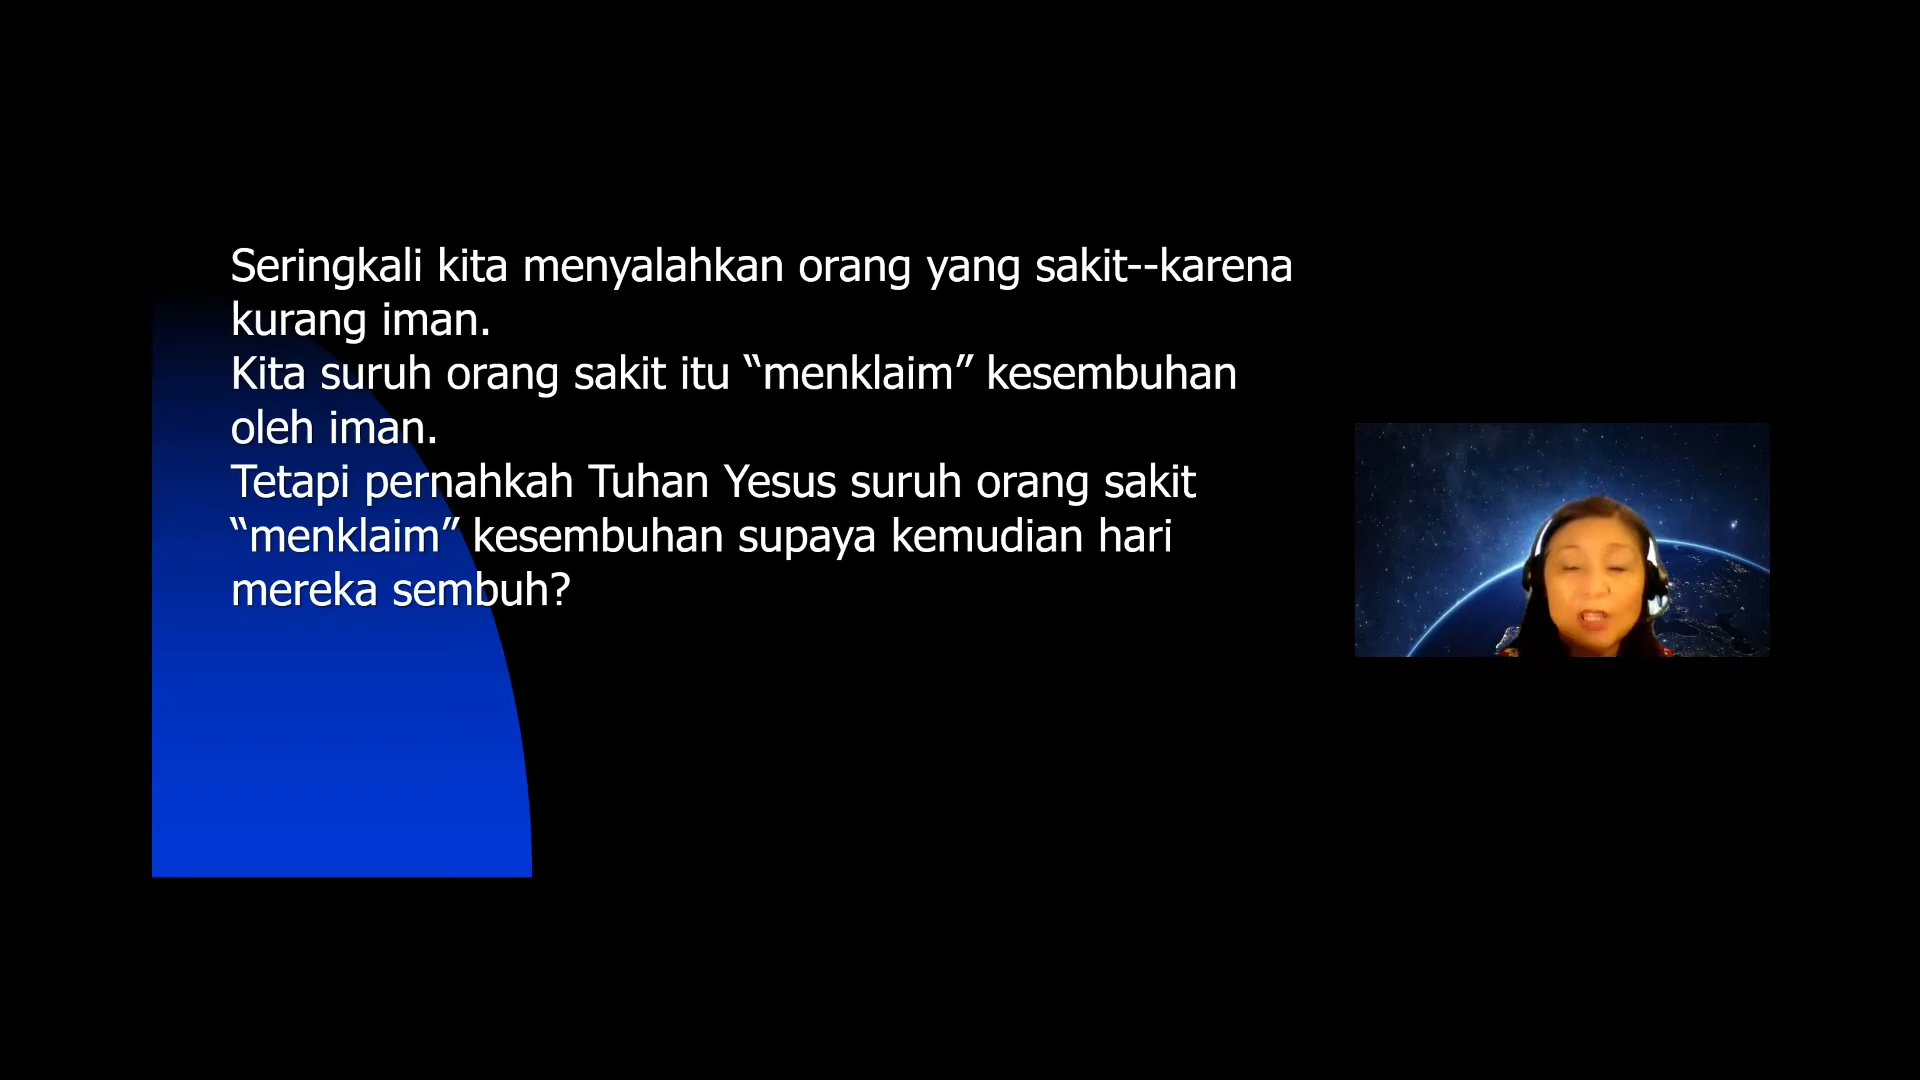 Seringkali kita menyalahkan orang yang sakit--karena
kurang iman.
Kita suruh orang sakit itu “menklaim” kesembuhan
oleh iman.
Tetapi pernahkah Tuhan Yesus suruh orang sakit
“menklaim” kesembuhan supaya kemudian hari
mereka sembuh?